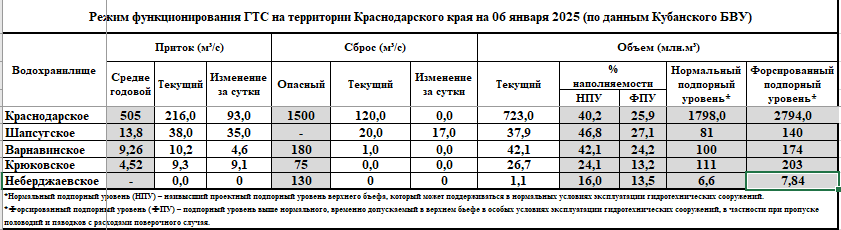 Режим функционирования ГТС на территории Краснодарского края на 06 января 2025 (по данным Кубанского БВУ)
Водохранилище Приток (м³/с) Сброс (м³/с) Объем (млн.м³)
Средне годовой Текущий Изменение за сутки Опасный Текущий Изменение за сутки Текущий % наполняемости Нормальный подпорный уровень* Форсированный подпорный уровень*
НПУ ФПУ
Краснодарское 505 216,0 93,0 1500 120,0 0,0 723,0 40,2 25,9 1798,0 2794,0
Шапсугское 13,8 38,0 35,0 - 20,0 17,0 37,9 46,8 27,1 81 140
Варнавинское 9,26 10,2 4,6 180 1,0 0,0 42,1 42,1 24,2 100 174
Крюковское 4,52 9,3 9,1 75 0,0 0,0 26,7 24,1 13,2 111 203
Неберджаевское - 0,0 0 130 0 0 1,1 16,0 13,5 6,6 7,84
*Нормальный подпорный уровень (НПУ) – наивысший проектный подпорный уровень верхнего бьефа, который может поддерживаться в нормальных условиях эксплуатации гидротехнических сооружений.
*Форсированный подпорный уровень (ФПУ) – подпорный уровень выше нормального, временно допускаемый в верхнем бьефе в особых условиях эксплуатации гидротехнических сооружений, в частности при пропуске
половодий и паводков с расходами поверочного случая.